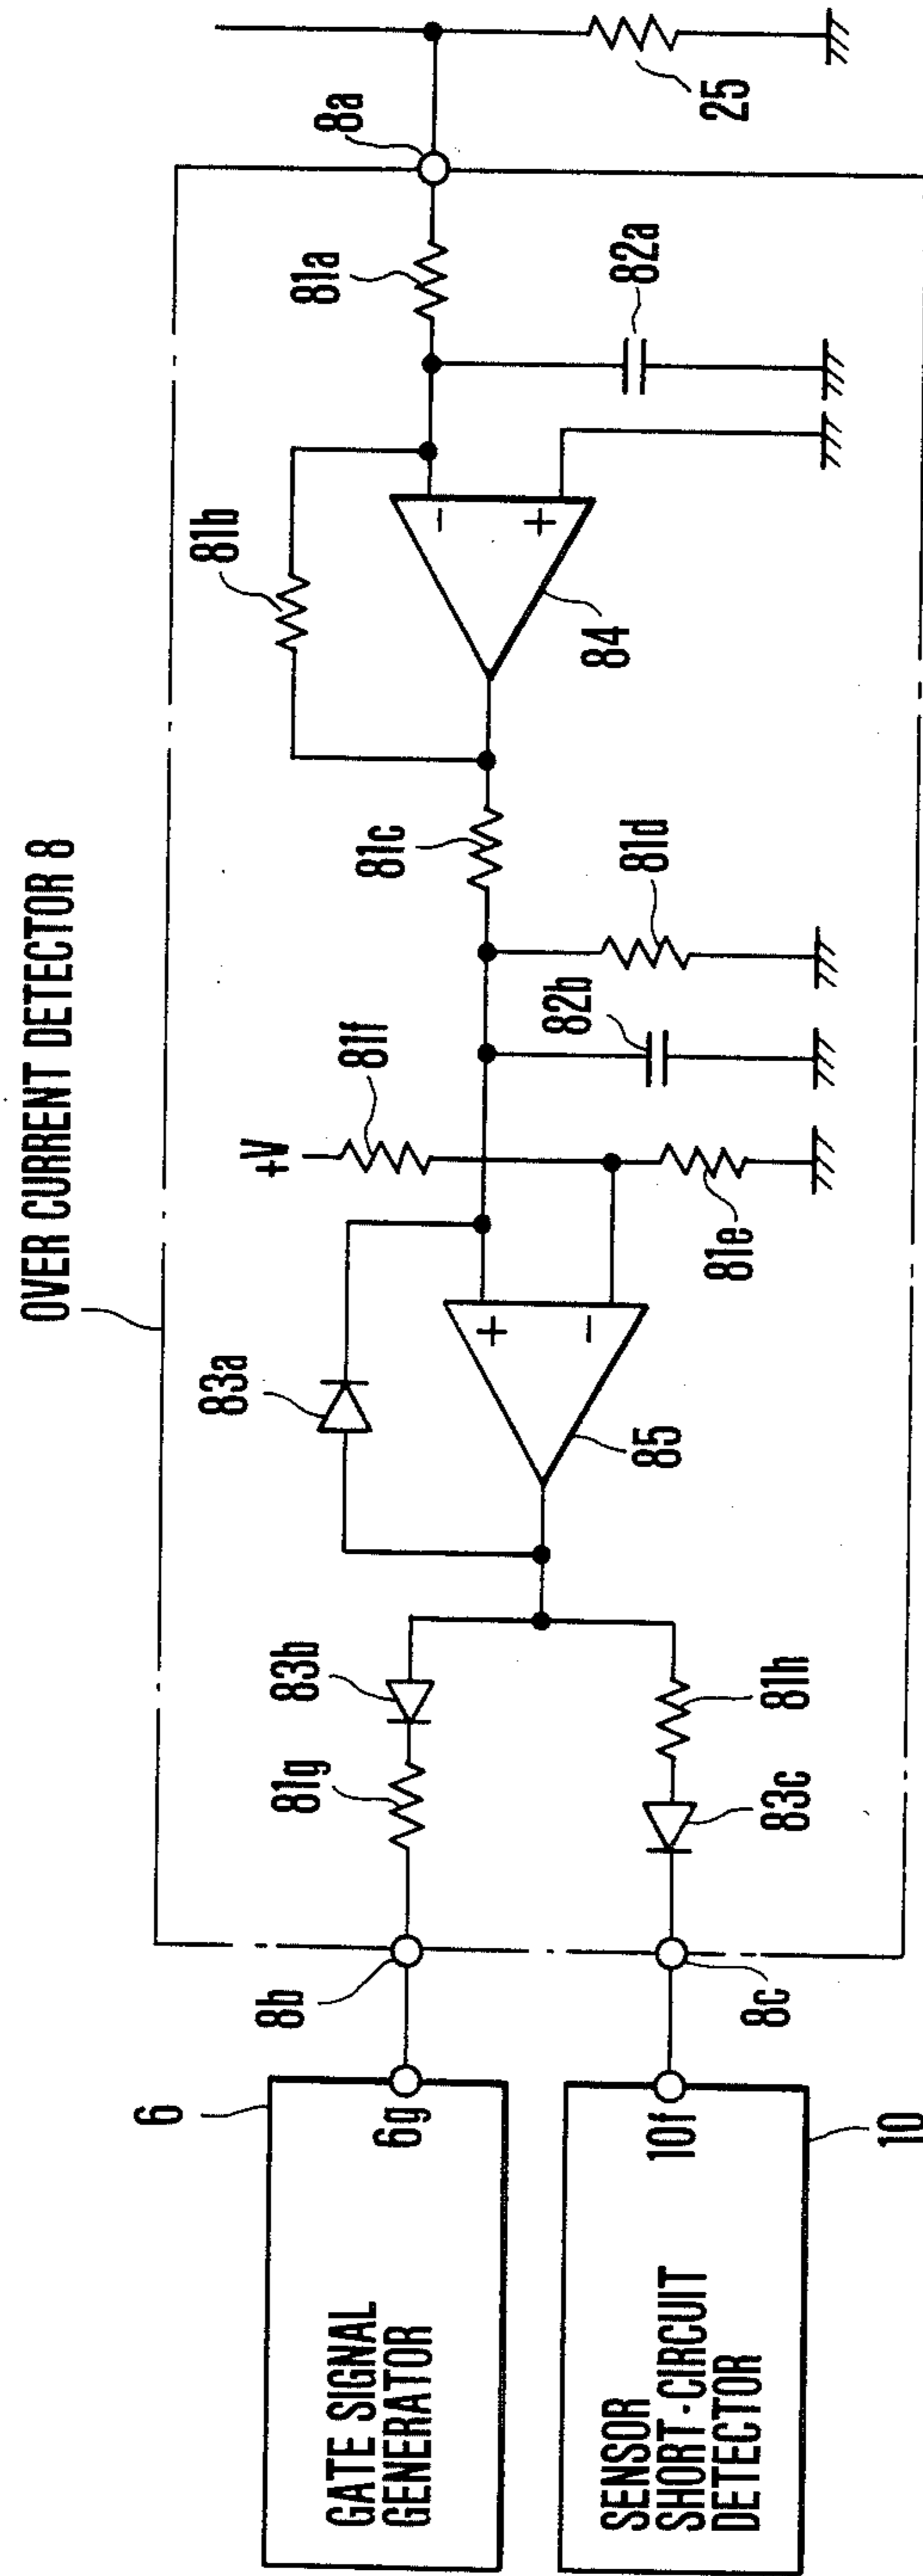 OVER CURRENT DETECTOR 8
6
GATE SIGNAL
GENERATOR
6g
8b
81g
83b
83a
+V
81f
82b
81c
81d
81b
81a
8a
82a
25
84
85
81e
81h
83c
8c
10f
SENSOR
SHORT-CIRCUIT
DETECTOR
10
+
-
-
+